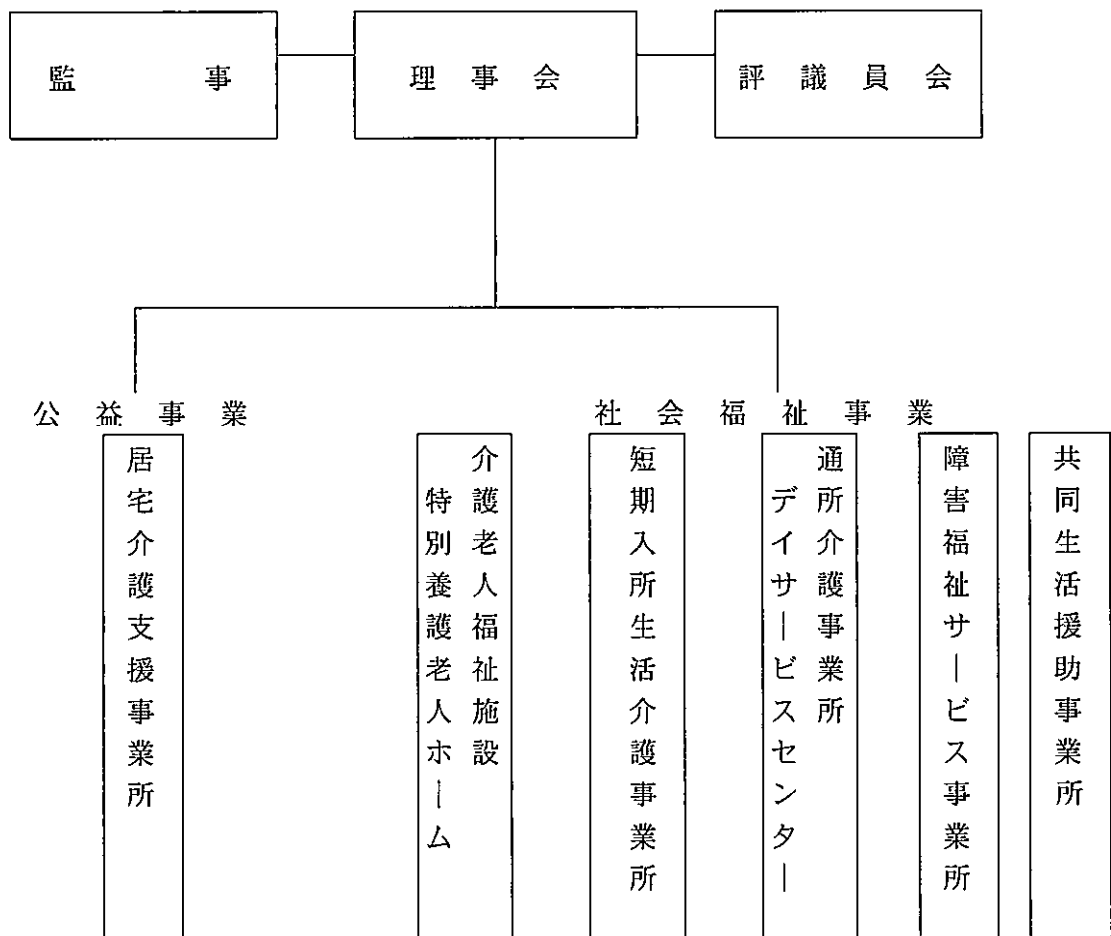 監事
理事会
評議員会
公益事業
社会福祉事業
居宅介護支援事業所
介護老人福祉施設
特別養護老人ホーム
短期入所生活介護事業所
通所介護事業所
デイサービスセンター
障害福祉サービス事業所
共同生活援助事業所